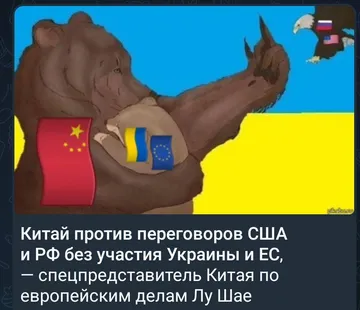 Китай против переговоров США
и РФ без участия Украины и ЕС,
— спецпредставитель Китая по
европейским делам Лу Шае